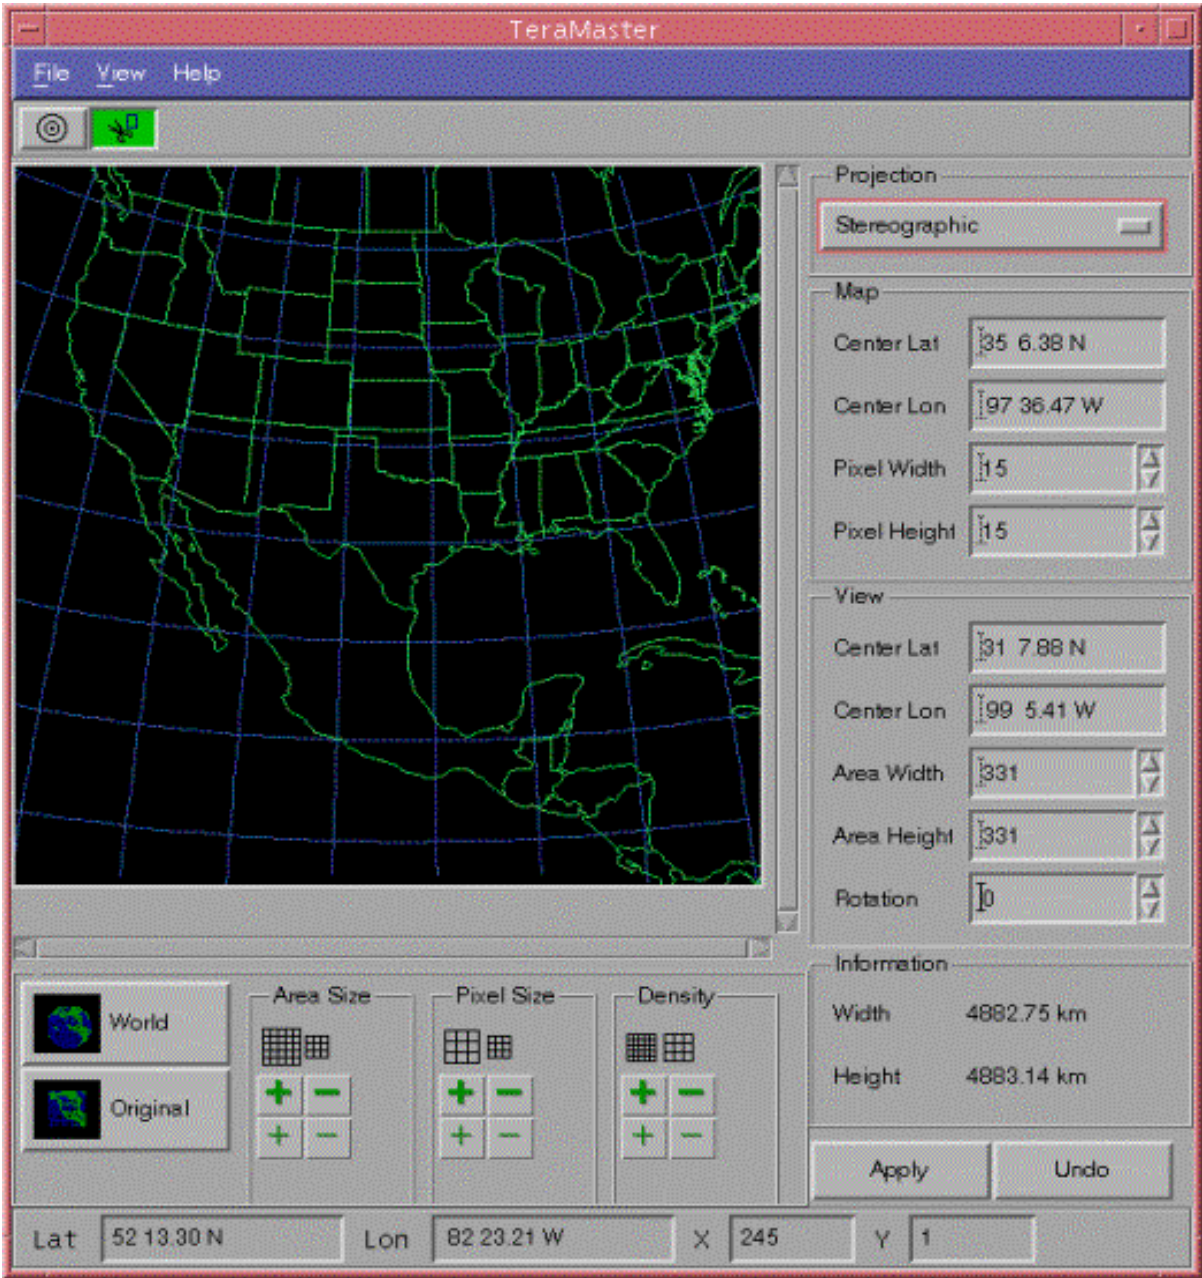 TeraMaster
File View Help
Projection
Stereographic
Map
Center Lat 35 6.38 N
Center Lon 97 36.47 W
Pixel Width 15
Pixel Height 15
View
Center Lat 31 7.88 N
Center Lon 99 5.41 W
Area Width 331
Area Height 331
Rotation 0
Information
Width 4882.75 km
Height 4883.14 km
World
Original
Area Size
Pixel Size
Density
Apply Undo
Lat 52 13.30 N Lon 82 23.21 W X 245 Y 1